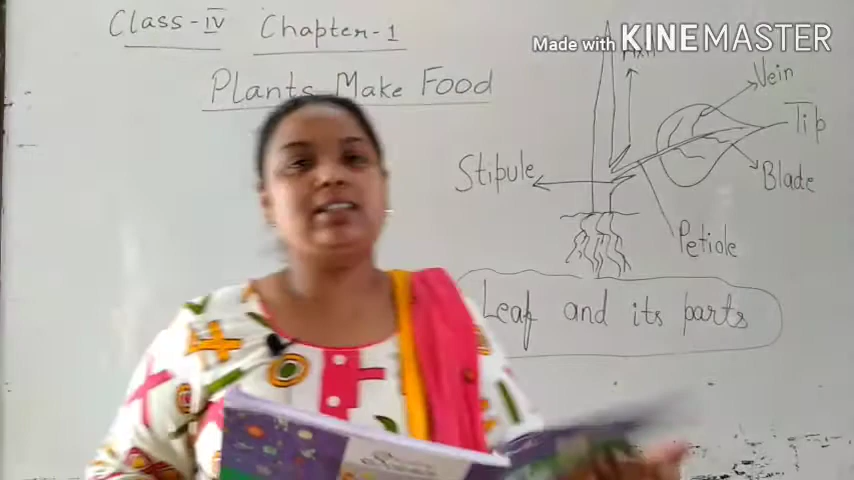 Class - IV
Chapter - 1
Plants Make Food
Made with KINEMASTER
Vein
Tip
Stipule
Blade
Petiole
Leaf and its parts